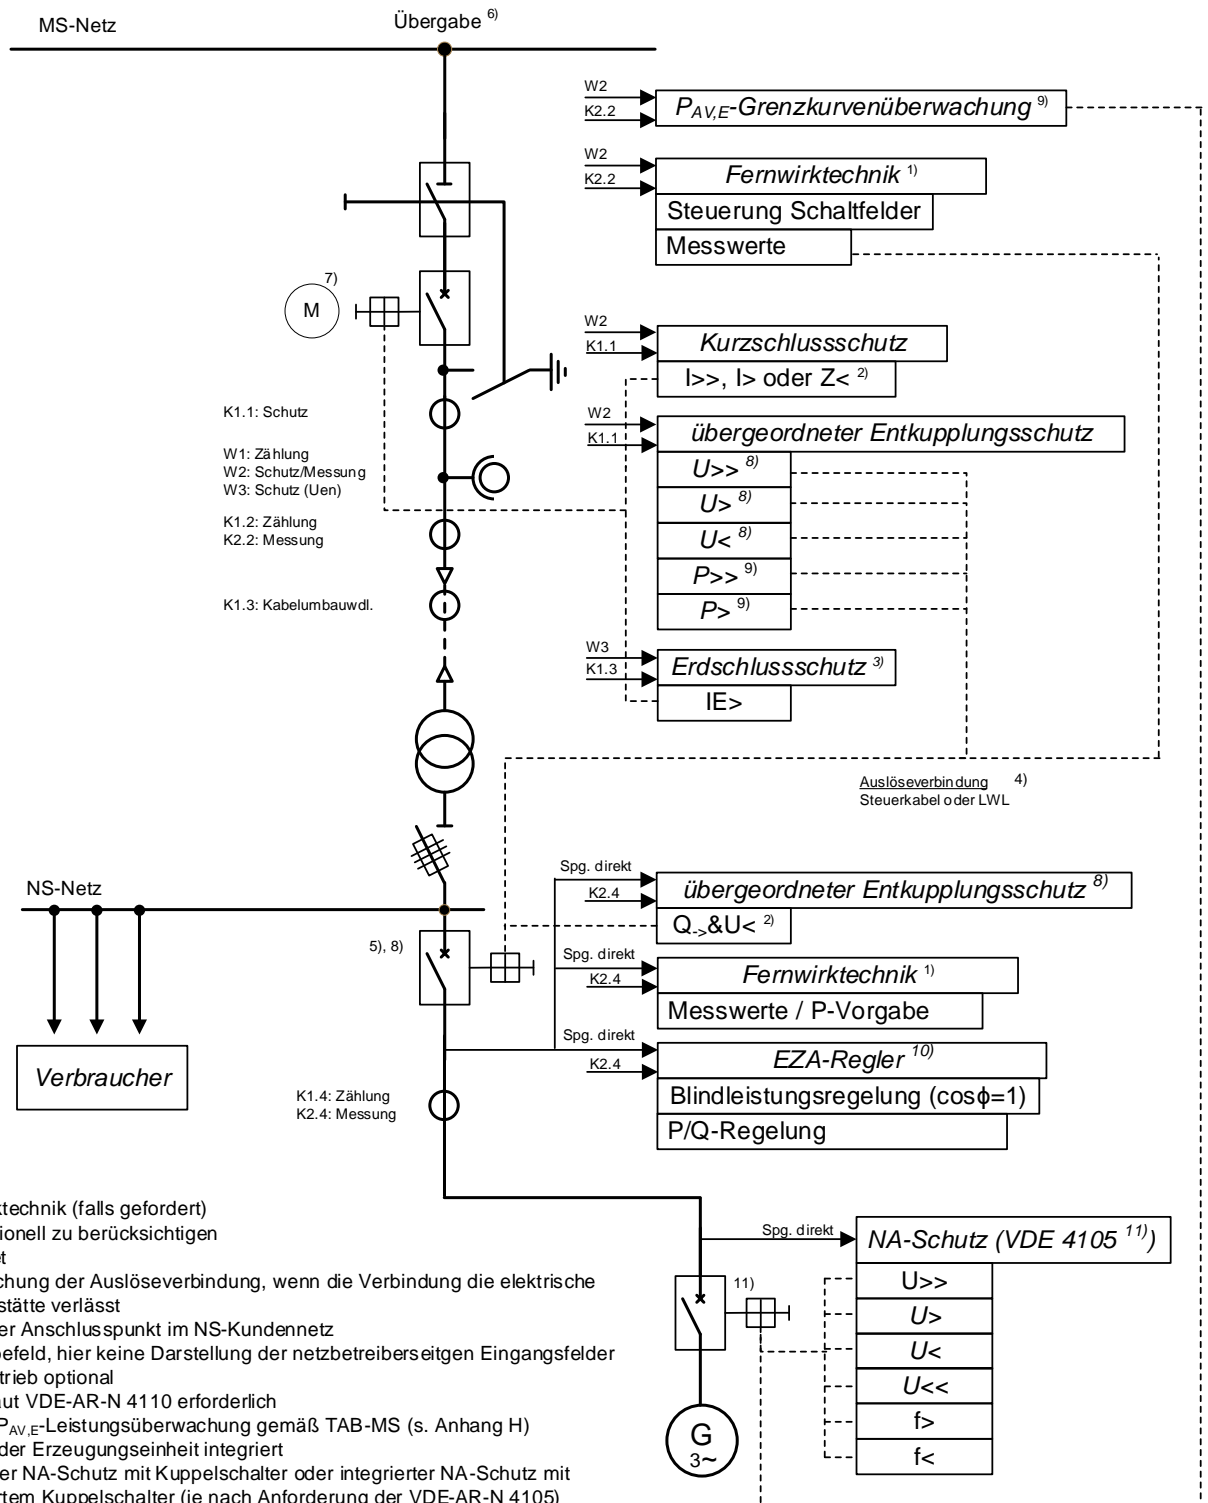 MS-Netz
Übergabe 6)
W2
K2.2
PAV,E-Grenzkurvenüberwachung 9)
W2
K2.2
Fernwirktechnik 1)
Steuerung Schaltfelder
Messwerte
7)
M
W2
K1.1
Kurzschlussschutz
I>>, I> oder Z< 2)
K1.1: Schutz
W1: Zählung
W2: Schutz/Messung
W3: Schutz (Uen)
K1.2: Zählung
K2.2: Messung
K1.3: Kabelumbauwdl.
W2
K1.1
übergeordneter Entkupplungsschutz
U>> 8)
U> 8)
U< 8)
P>> 9)
P> 9)
W3
K1.3
Erdschlussschutz 3)
IE>
Auslöseverbindung 4)
Steuerkabel oder LWL
NS-Netz
5), 8)
Verbraucher
Spg. direkt
K2.4
übergeordneter Entkupplungsschutz 8)
Q->&U< 2)
Spg. direkt
K2.4
Fernwirktechnik 1)
Messwerte / P-Vorgabe
Spg. direkt
K2.4
EZA-Regler 10)
Blindleistungsregelung (cosϕ=1)
P/Q-Regelung
K1.4: Zählung
K2.4: Messung
Spg. direkt
NA-Schutz (VDE 4105 11))
U>>
U>
U<
U<<
f>
f<
11)
G
3~
ktechnik (falls gefordert)
ionell zu berücksichtigen
et
chung der Auslöseverbindung, wenn die Verbindung die elektrische
stätte verlässt
er Anschlusspunkt im NS-Kundennetz
befeld, hier keine Darstellung der netzbetreiberseitgen Eingangsfelder
trieb optional
aut VDE-AR-N 4110 erforderlich
PAV,E-Leistungsüberwachung gemäß TAB-MS (s. Anhang H)
der Erzeugungseinheit integriert
er NA-Schutz mit Kuppelschalter oder integrierter NA-Schutz mit
rtem Kuppelschalter (je nach Anforderung der VDE-AR-N 4105)